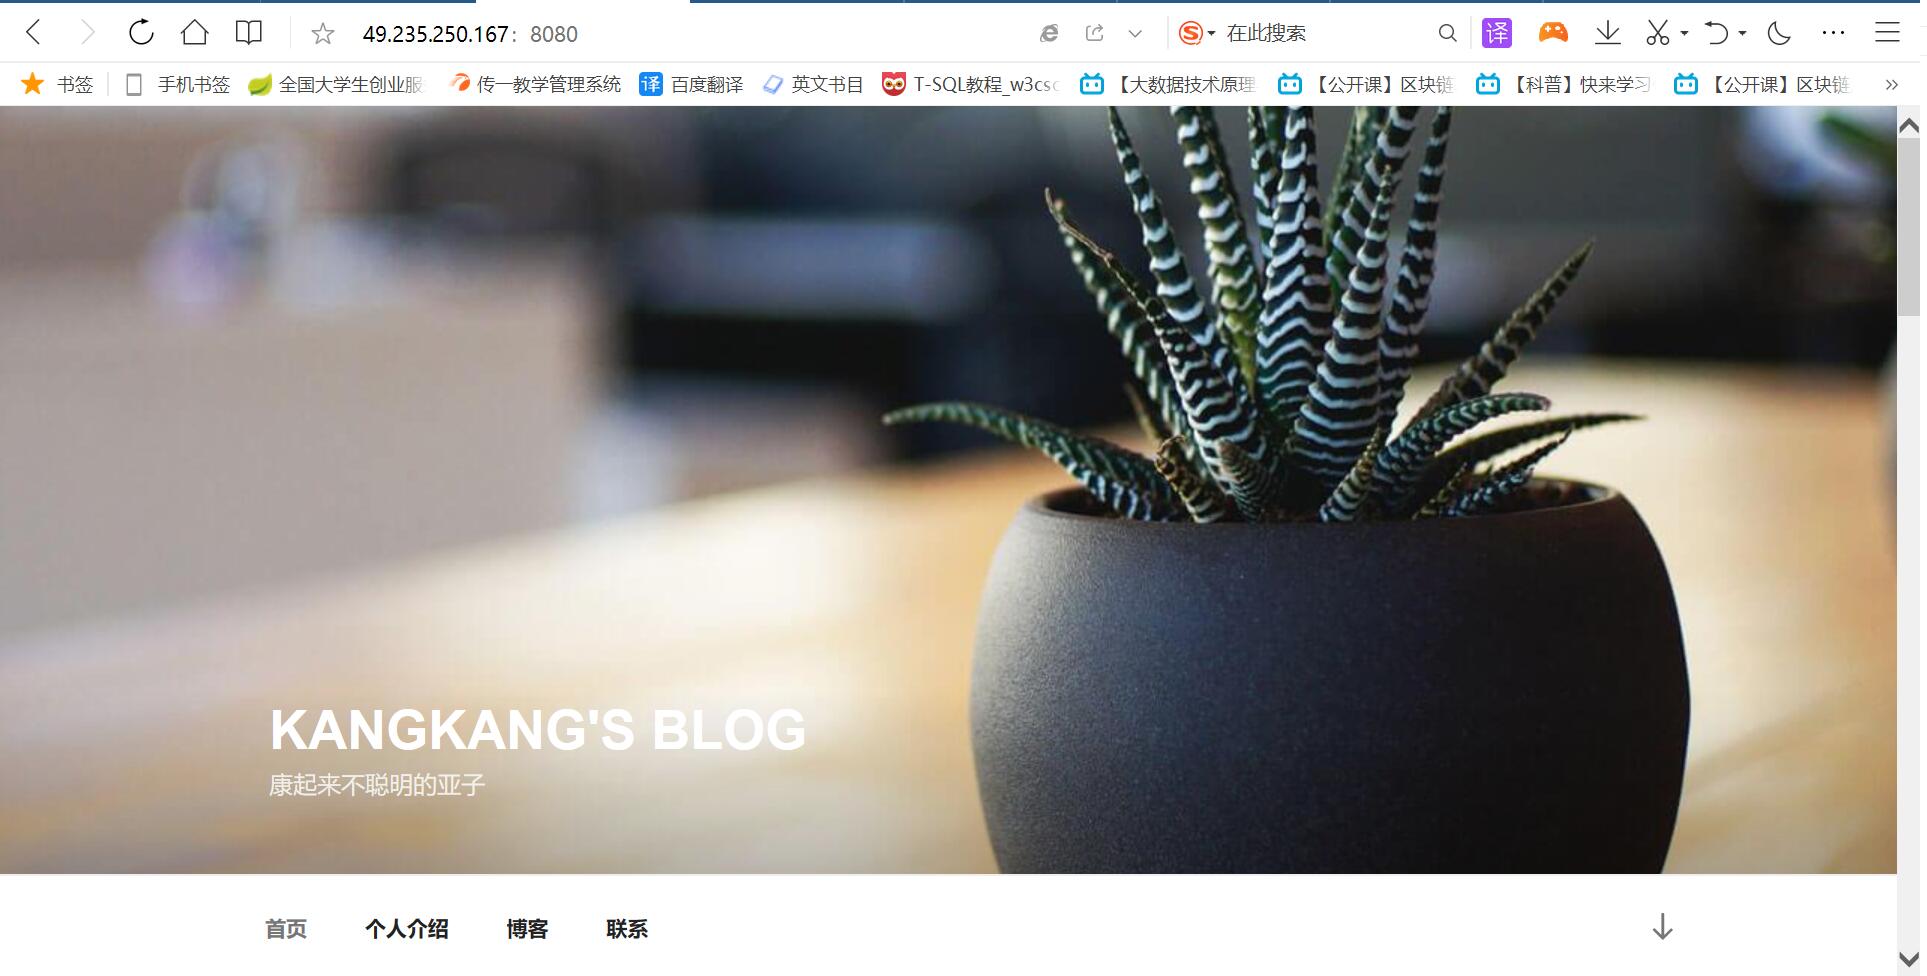 49.235.250.167: 8080
在此搜索
译
书签
手机书签
全国大学生创业服
传一教学管理系统
译 百度翻译
英文书目
T-SQL教程_w3csc
【大数据技术原理
【公开课】区块链
【科普】快来学习
【公开课】区块链
KANGKANG'S BLOG
康起来不聪明的亚子
首页
个人介绍
博客
联系